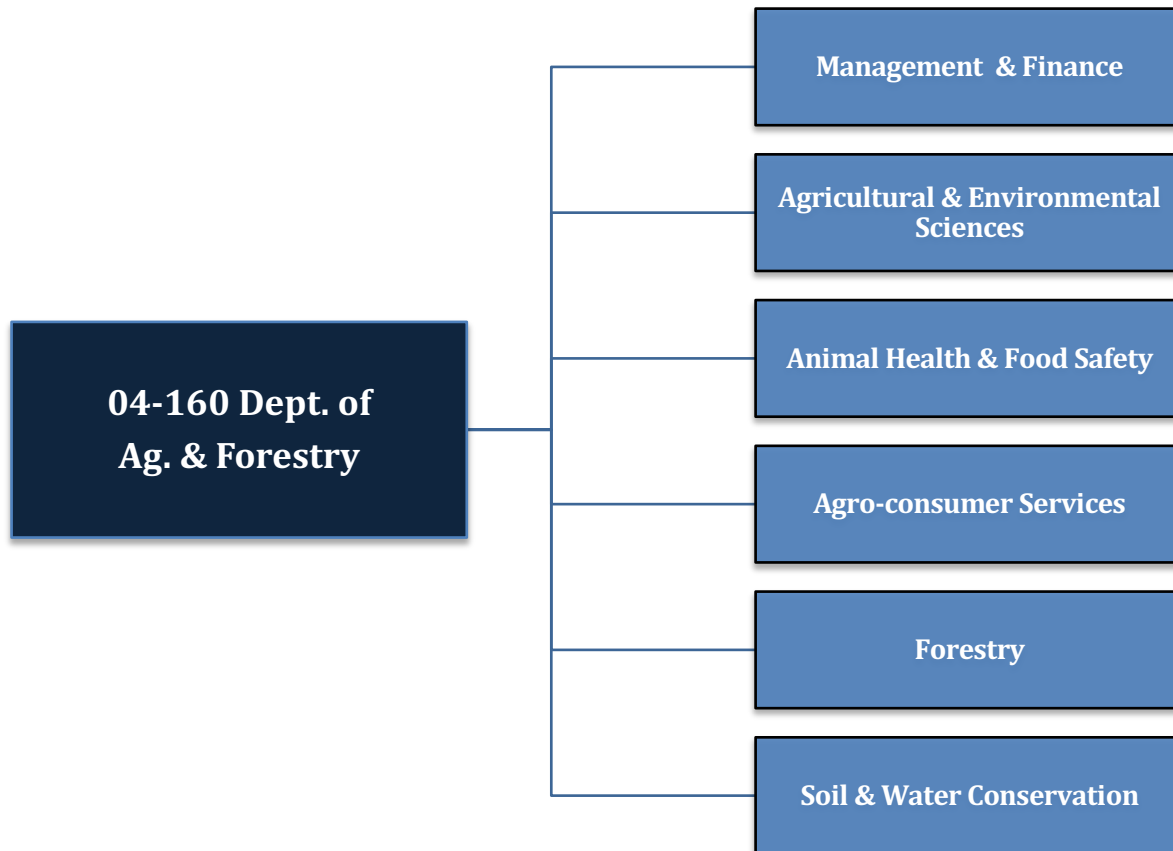 Management & Finance
Agricultural & Environmental
Sciences
Animal Health & Food Safety
04-160 Dept. of
Ag. & Forestry
Agro-consumer Services
Forestry
Soil & Water Conservation